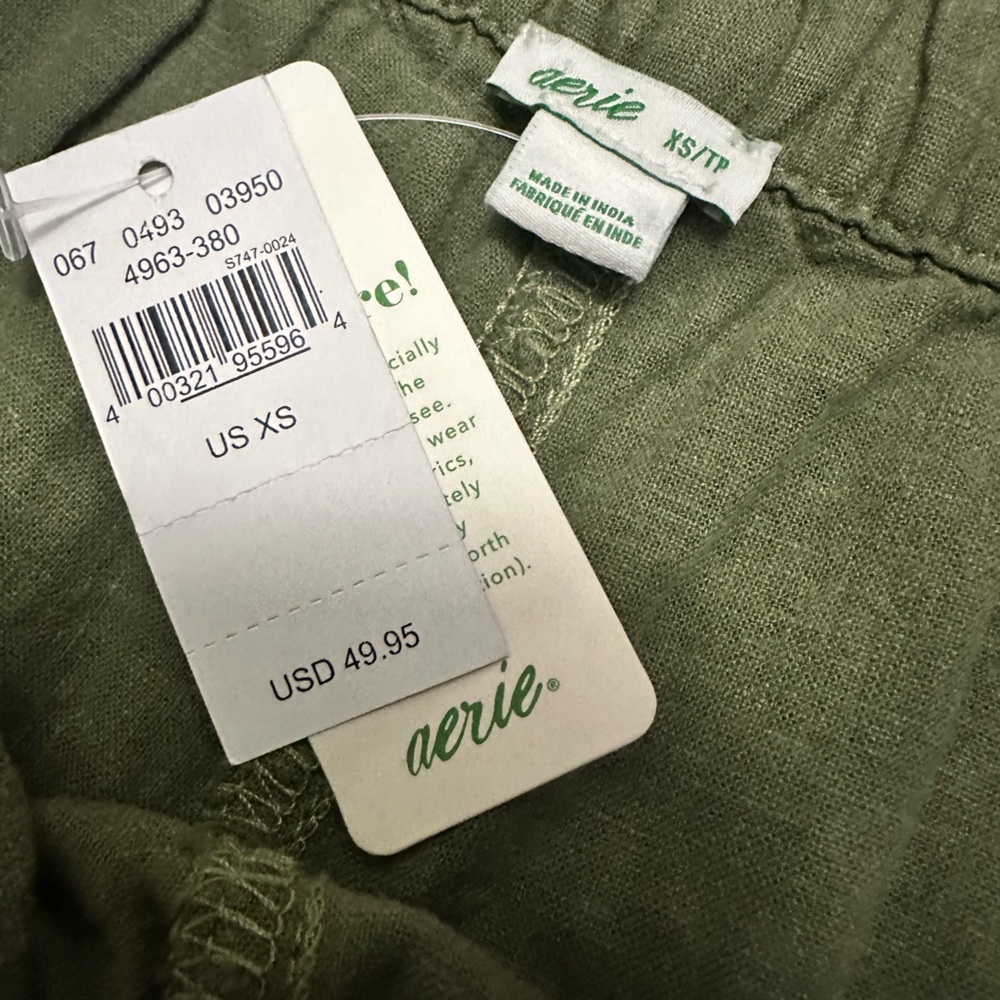 067 0493 03950
4963-380
S747-0024
4 00321 95596 4
US XS
USD 49.95
re!
cially
he
see.
wear
rics,
tely
y
orth
ion).
aerie®
aerie XS/TP
MADE IN INDIA
FABRIQUÉ EN INDE